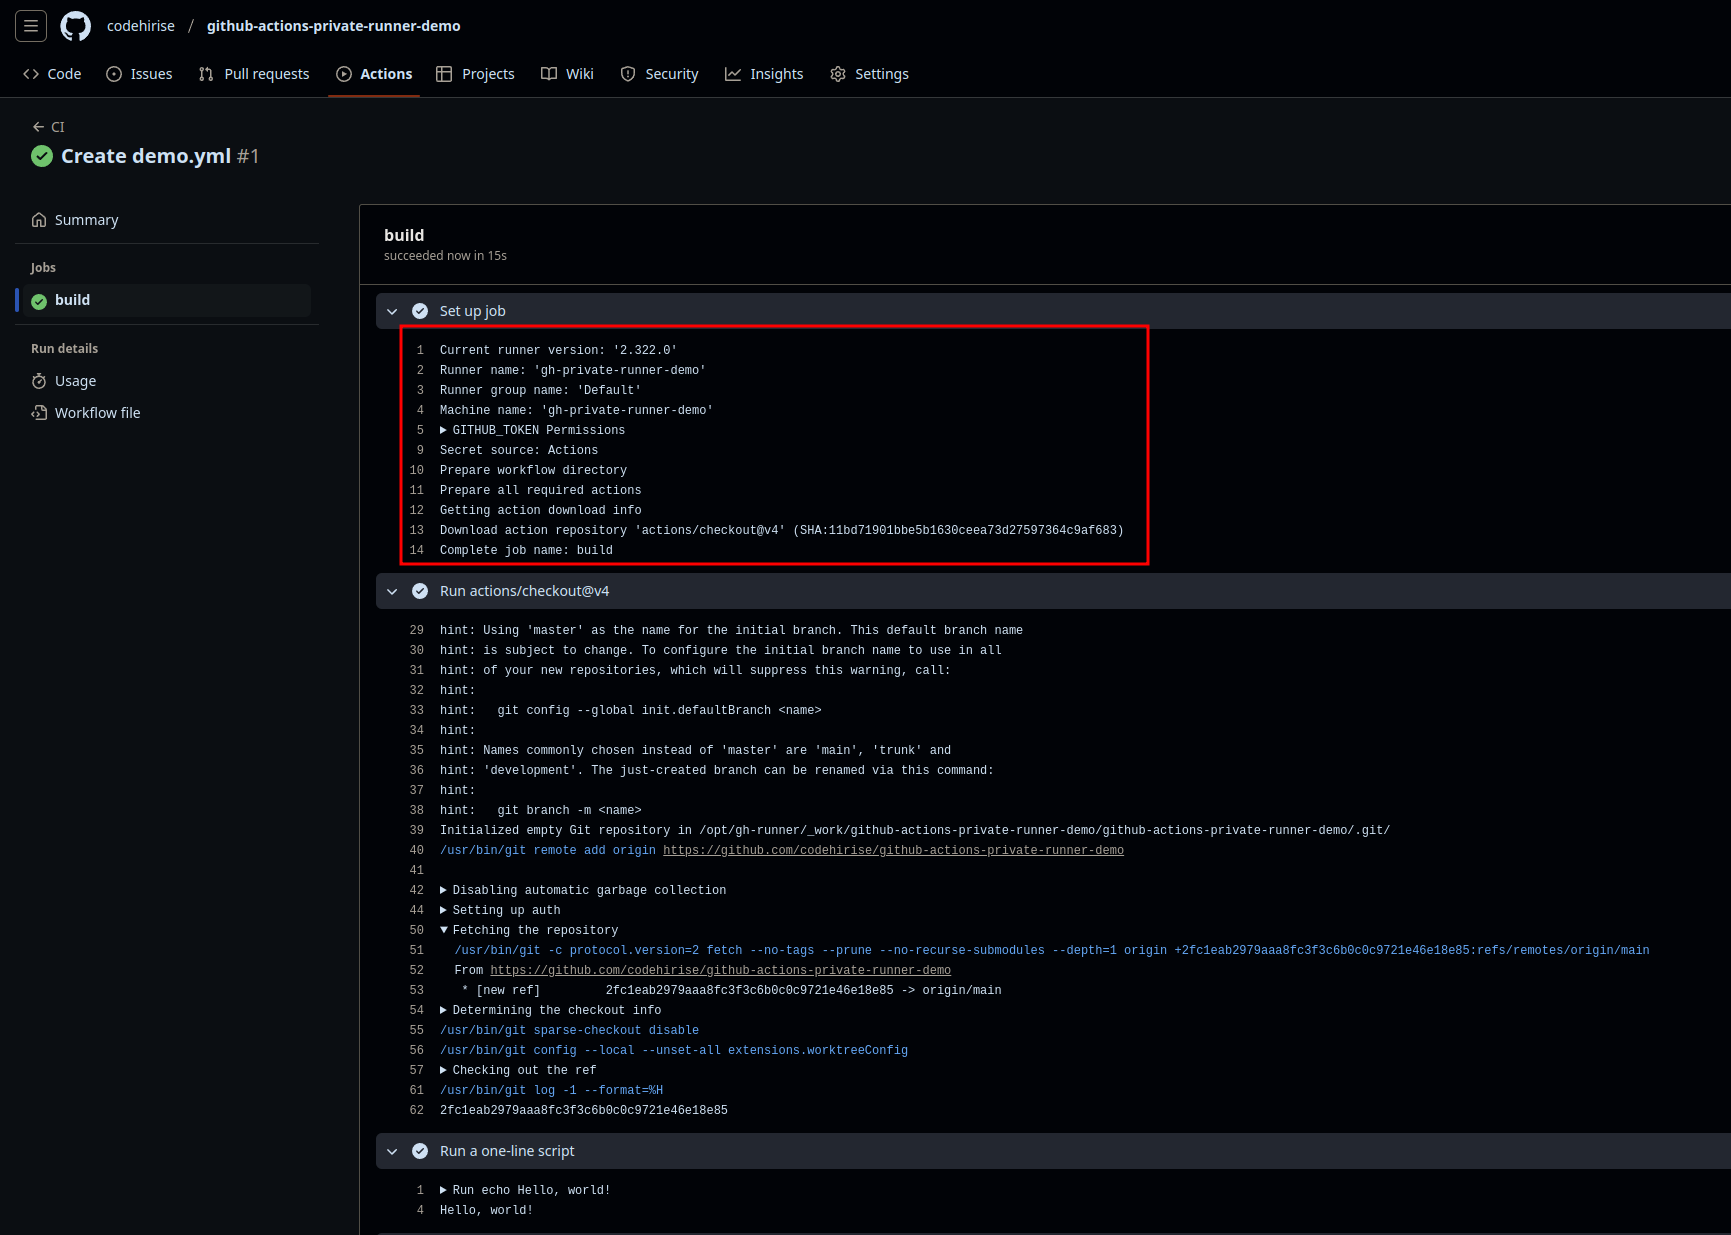 codehirise / github-actions-private-runner-demo
Code Issues Pull requests Actions Projects Wiki Security Insights Settings
CI
Create demo.yml #1
Summary
Jobs
build
Run details
Usage
Workflow file
build
succeeded now in 15s
Set up job
1 Current runner version: '2.322.0'
2 Runner name: 'gh-private-runner-demo'
3 Runner group name: 'Default'
4 Machine name: 'gh-private-runner-demo'
5 GITHUB_TOKEN Permissions
9 Secret source: Actions
10 Prepare workflow directory
11 Prepare all required actions
12 Getting action download info
13 Download action repository 'actions/checkout@v4' (SHA:11bd71901bbe5b1630ceea73d27597364c9af683)
14 Complete job name: build
Run actions/checkout@v4
29 hint: Using 'master' as the name for the initial branch. This default branch name
30 hint: is subject to change. To configure the initial branch name to use in all
31 hint: of your new repositories, which will suppress this warning, call:
32 hint:
33 hint:   git config --global init.defaultBranch <name>
34 hint:
35 hint: Names commonly chosen instead of 'master' are 'main', 'trunk' and
36 hint: 'development'. The just-created branch can be renamed via this command:
37 hint:
38 hint:   git branch -m <name>
39 Initialized empty Git repository in /opt/gh-runner/_work/github-actions-private-runner-demo/github-actions-private-runner-demo/.git/
40 /usr/bin/git remote add origin https://github.com/codehirise/github-actions-private-runner-demo
41
42 Disabling automatic garbage collection
44 Setting up auth
50 Fetching the repository
51 /usr/bin/git -c protocol.version=2 fetch --no-tags --prune --no-recurse-submodules --depth=1 origin +2fc1eab2979aaa8fc3f3c6b0c0c9721e46e18e85:refs/remotes/origin/main
52 From https://github.com/codehirise/github-actions-private-runner-demo
53 * [new ref]         2fc1eab2979aaa8fc3f3c6b0c0c9721e46e18e85 -> origin/main
54 Determining the checkout info
55 /usr/bin/git sparse-checkout disable
56 /usr/bin/git config --local --unset-all extensions.worktreeConfig
57 Checking out the ref
61 /usr/bin/git log -1 --format=%H
62 2fc1eab2979aaa8fc3f3c6b0c0c9721e46e18e85
Run a one-line script
1 Run echo Hello, world!
4 Hello, world!